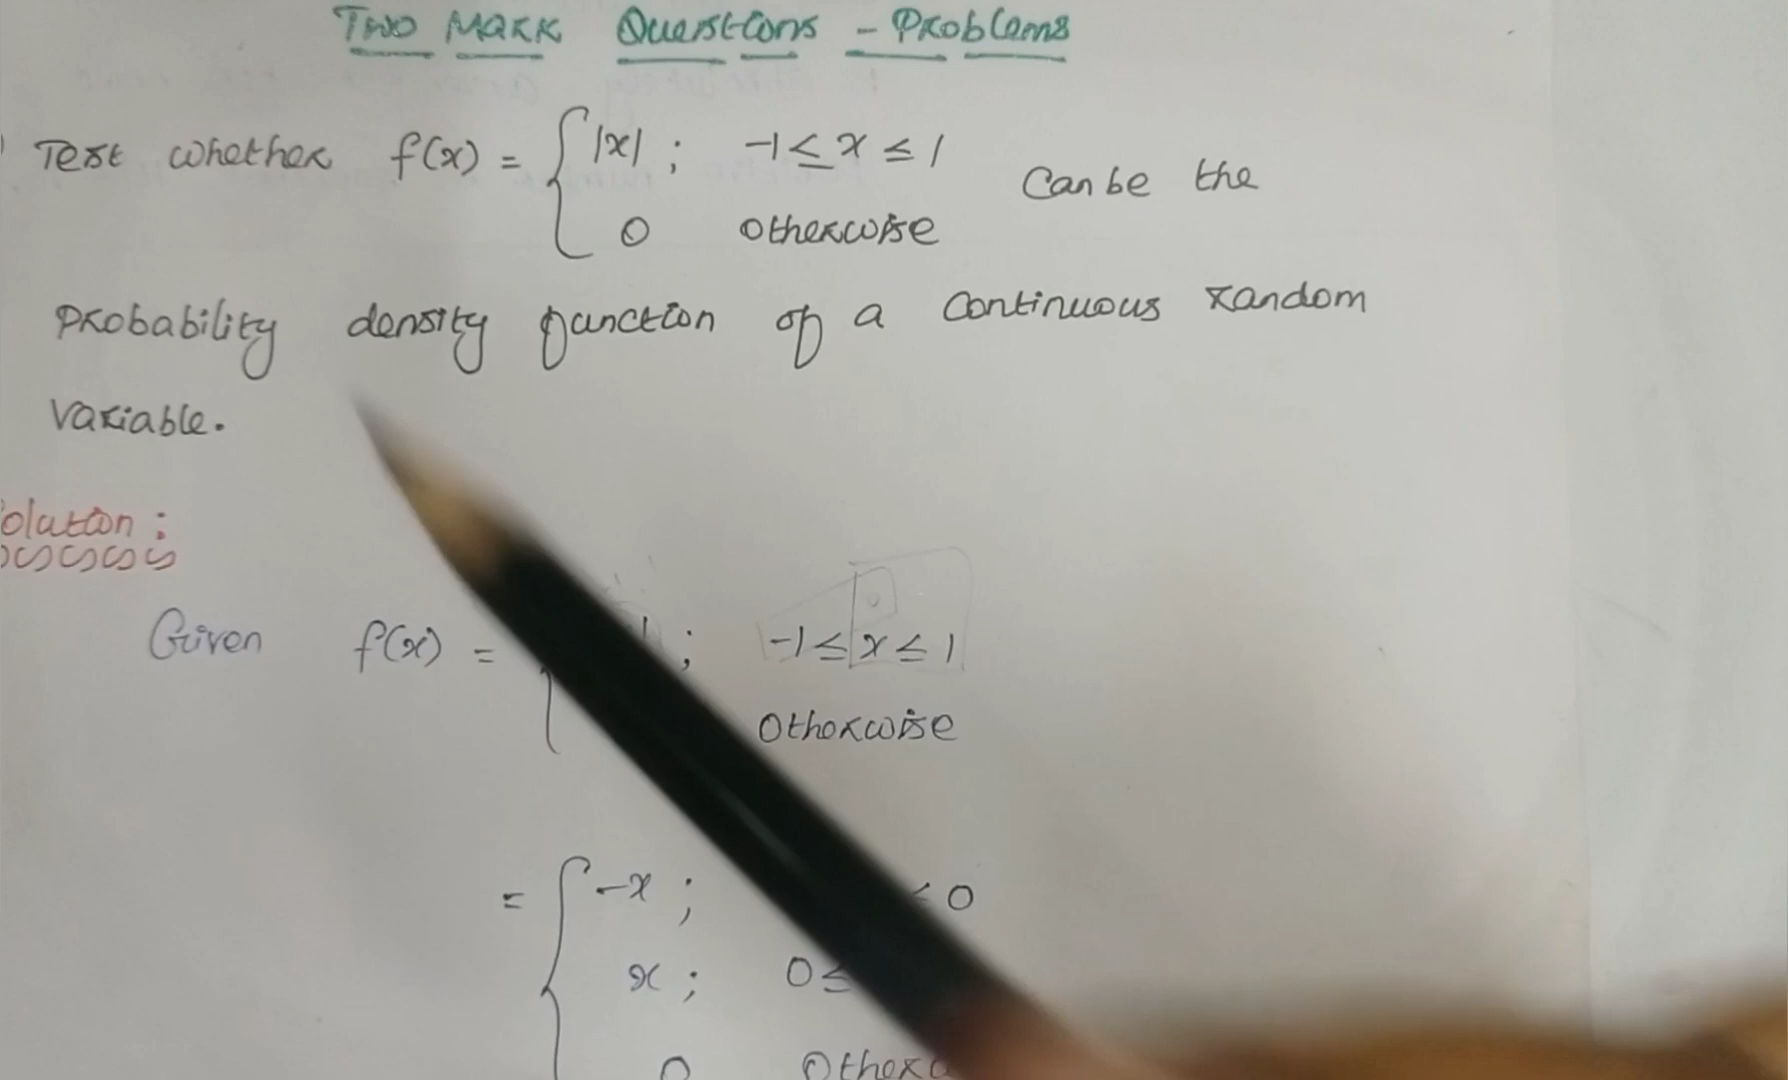 Two Mark Questions - Problems
Test whether f(x) = { |x| ; -1 ≤ x ≤ 1 can be the
0 otherwise
Probability density function of a continuous random
variable.
olution :
Given f(x) = ; -1 ≤ x ≤ 1
otherwise
= { -x ; < 0
x ; 0 ≤
0